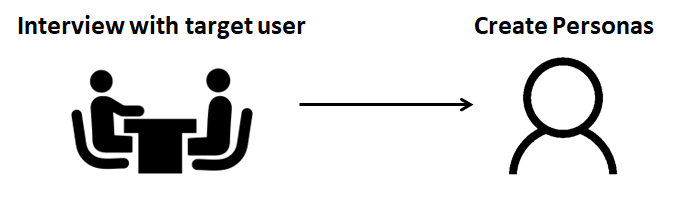 Interview with target user
Create Personas